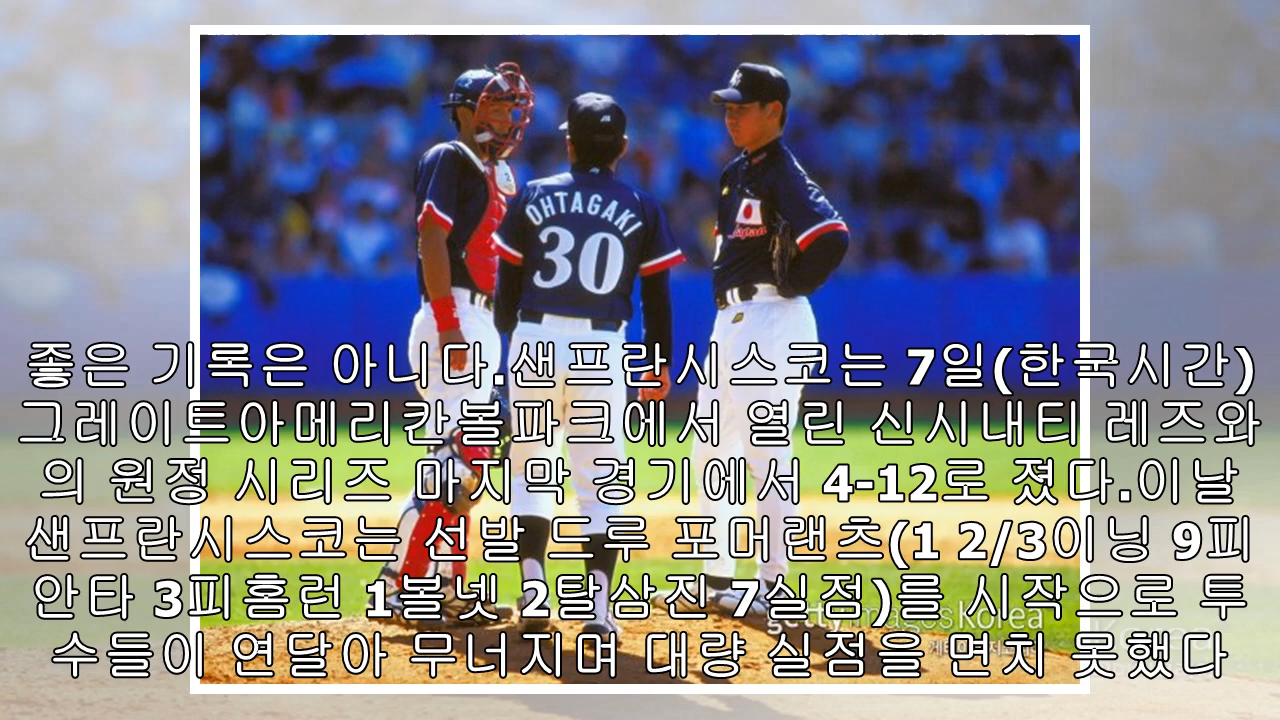 OHTAGAKI
30
Japan
좋은 기록은 아니다.샌프란시스코는 7일(한국시간)
그레이트아메리칸볼파크에서 열린 신시내티 레즈와
의 원정 시리즈 마지막 경기에서 4-12로 졌다.이날
샌프란시스코는 선발 드루 포머랜츠(1 2/3이닝 9피
안타 3피홈런 1볼넷 2탈삼진 7실점)를 시작으로 투
수들이 연달아 무너지며 대량 실점을 면치 못했다
gettyimages Korea